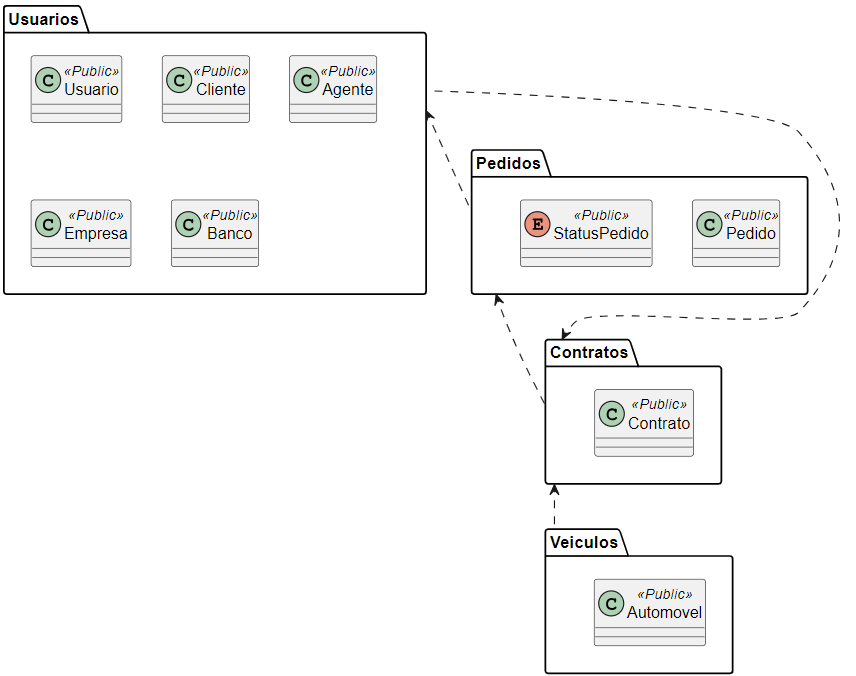 Usuarios
C «Public» Usuario
C «Public» Cliente
C «Public» Agente
C «Public» Empresa
C «Public» Banco
Pedidos
E «Public» StatusPedido
C «Public» Pedido
Contratos
C «Public» Contrato
Veiculos
C «Public» Automovel